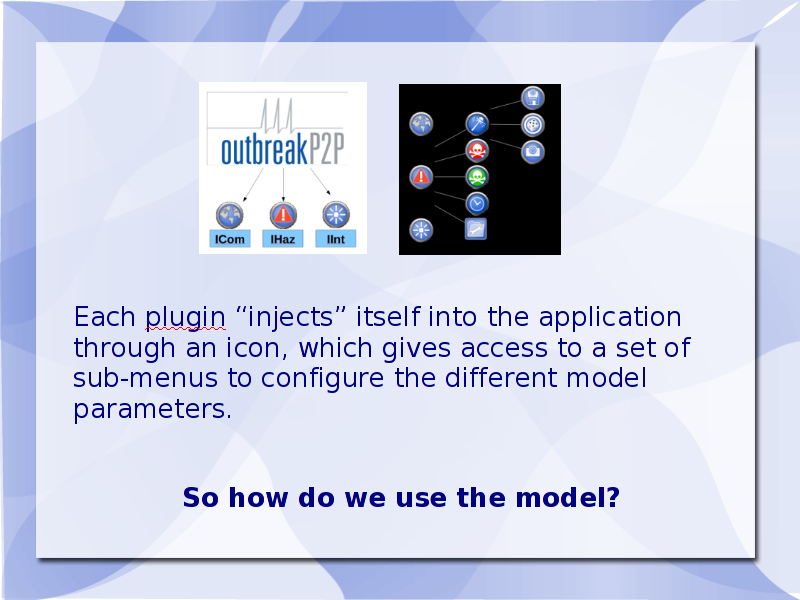 outbreakP2P
ICom IHaz IInt
Each plugin “injects” itself into the application
through an icon, which gives access to a set of
sub-menus to configure the different model
parameters.
So how do we use the model?